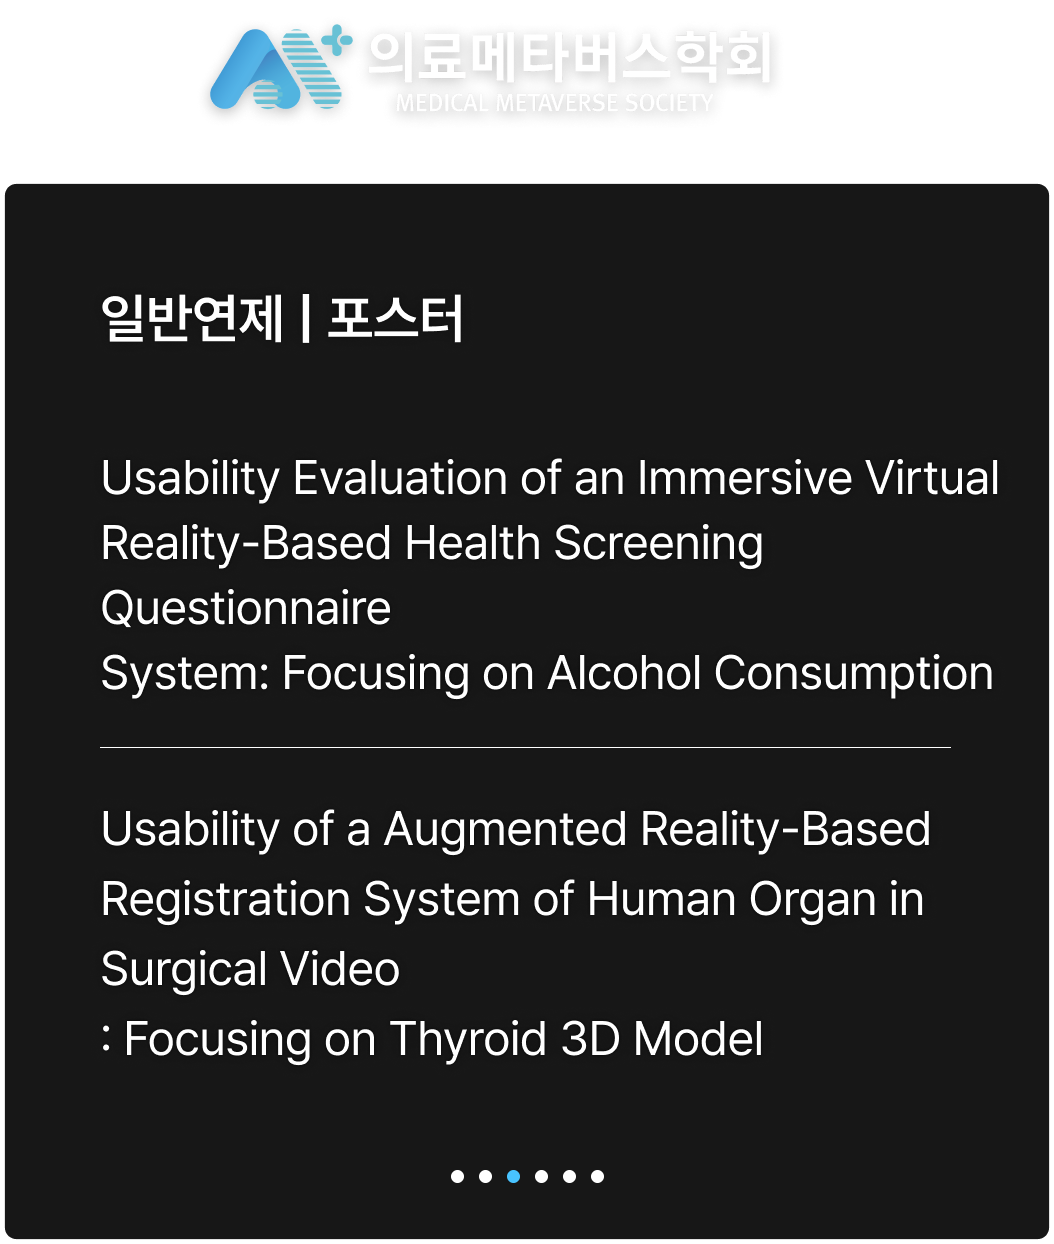 의료메타버스학회
MEDICAL METAVERSE SOCIETY
일반연제 | 포스터
Usability Evaluation of an Immersive Virtual
Reality-Based Health Screening
Questionnaire
System: Focusing on Alcohol Consumption
Usability of a Augmented Reality-Based
Registration System of Human Organ in
Surgical Video
: Focusing on Thyroid 3D Model